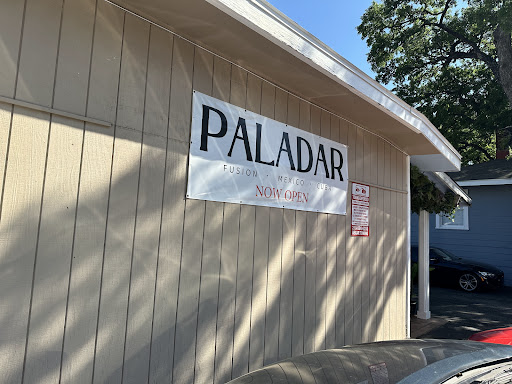 PALADAR
FUSION · MEXICO · CUBA
NOW OPEN